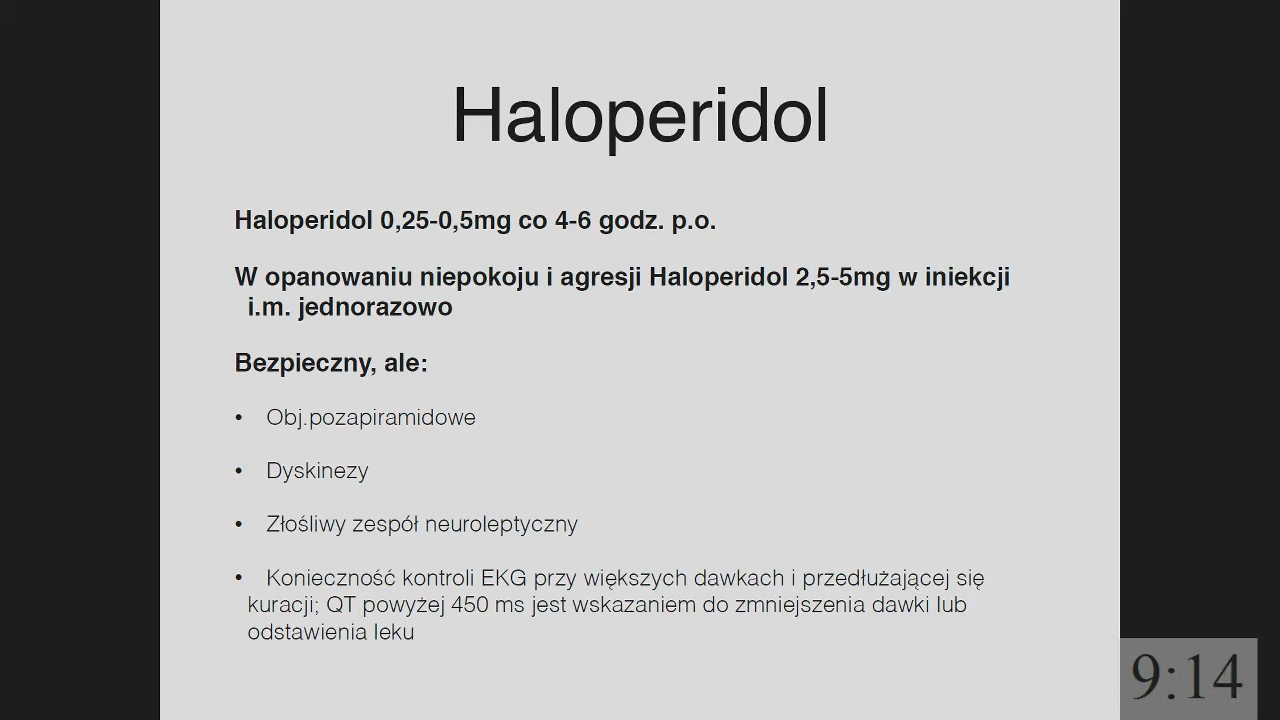 Haloperidol
Haloperidol 0,25-0,5mg co 4-6 godz. p.o.
W opanowaniu niepokoju i agresji Haloperidol 2,5-5mg w iniekcji
i.m. jednorazowo
Bezpieczny, ale:
• Obj.pozapiramidowe
• Dyskinezy
• Złośliwy zespół neuroleptyczny
• Konieczność kontroli EKG przy większych dawkach i przedłużającej się
kuracji; QT powyżej 450 ms jest wskazaniem do zmniejszenia dawki lub
odstawienia leku
9:14